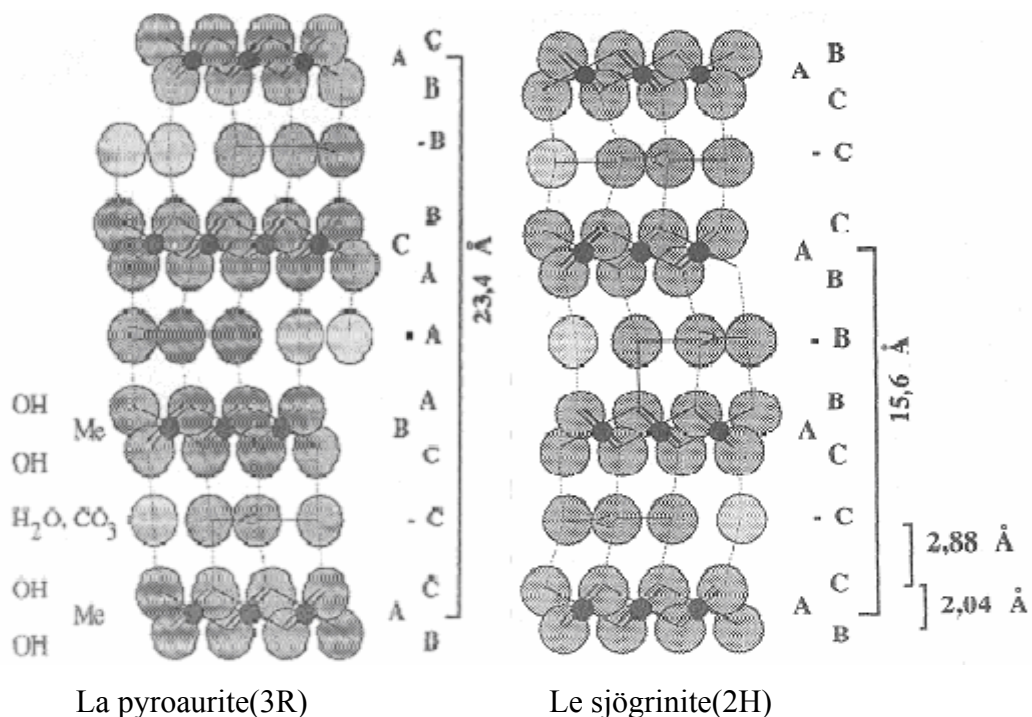 C
A
B
- B
B
C
A
- A
OH
A
Me
B
OH
C
H₂O, CO₃
- C
OH
C
Me
A
OH
B
23,4 Å
B
A
C
- C
C
A
B
- B
B
A
C
- C
C
A
B
15,6 Å
2,88 Å
2,04 Å
La pyroaurite(3R)
Le sjögrinite(2H)